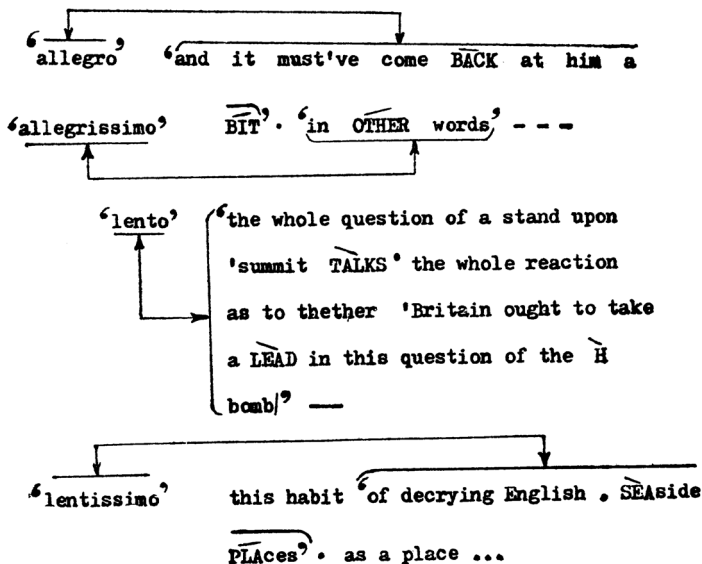 ‘allegro’ ‘and it must've come BACK at him a
‘allegrissimo’ BIT’ . ‘in OTHER words’ – – –
‘lento’ ‘the whole question of a stand upon
'summit TALKS ' the whole reaction
as to thether 'Britain ought to take
a LEAD in this question of the H
bomb|’ —
‘lentissimo’ this habit ‘of decrying English . SEAside
PLAces’ . as a place ...